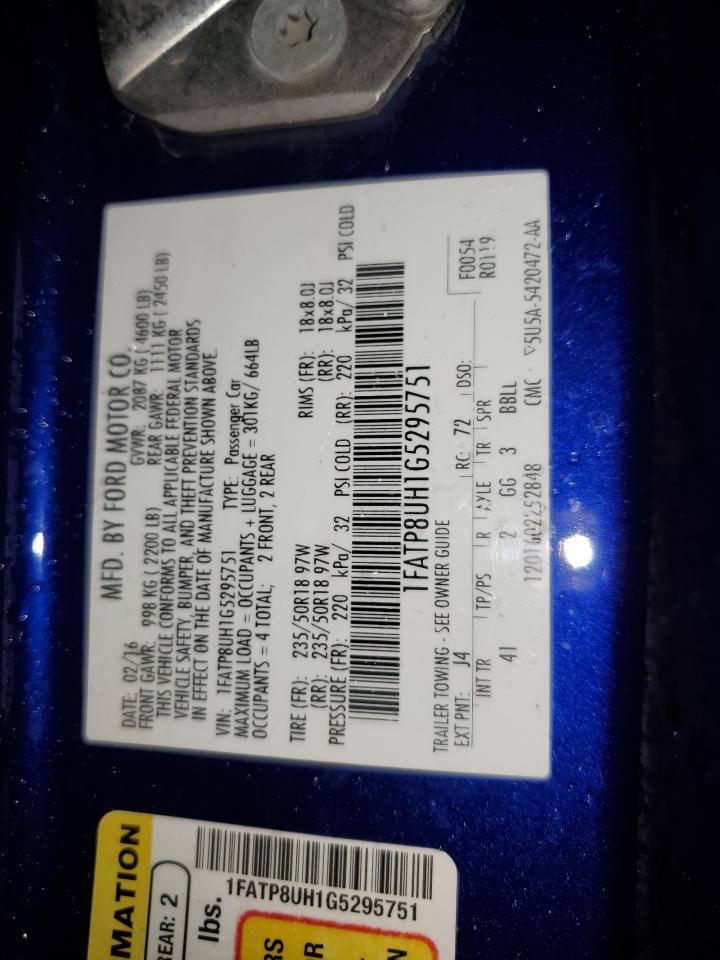 MFD. BY FORD MOTOR CO.
DATE: 02/16 GVWR: 2087 KG ( 4600 LB)
FRONT GAWR: 998 KG ( 2200 LB) REAR GAWR: 1111 KG ( 2450 LB)
THIS VEHICLE CONFORMS TO ALL APPLICABLE FEDERAL MOTOR
VEHICLE SAFETY, BUMPER, AND THEFT PREVENTION STANDARDS
IN EFFECT ON THE DATE OF MANUFACTURE SHOWN ABOVE.
VIN: 1FATP8UH1G5295751 TYPE: Passenger Car
MAXIMUM LOAD = OCCUPANTS + LUGGAGE = 301KG/ 664LB
OCCUPANTS = 4 TOTAL; 2 FRONT, 2 REAR
TIRE (FR): 235/50R18 97W RIMS (FR): 18x8.0J
(RR): 235/50R18 97W (RR): 18x8.0J
PRESSURE (FR): 220 kPa/ 32 PSI COLD (RR): 220 kPa/ 32 PSI COLD
1FATP8UH1G5295751
TRAILER TOWING - SEE OWNER GUIDE
EXT PNT: J4 RC: 72 DSO: F0054
R0119
INT TR TP/PS R AXLE TR SPR
41 2 GG 3 BBLL
CMC 5U5A-5420472-AA
MATION
REAR: 2
lbs.
1FATP8UH1G5295751
RS
R
N